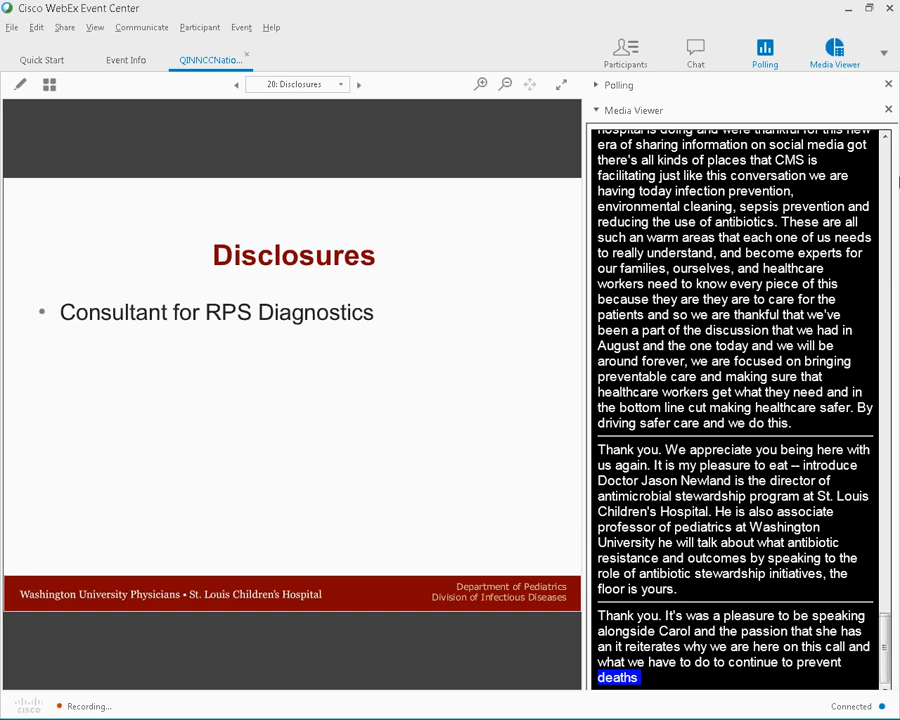 Cisco WebEx Event Center
File Edit Share View Communicate Participant Event Help
Quick Start Event Info QINNCCNatio...
Participants Chat Polling Media Viewer
20: Disclosures
Polling
Media Viewer
Disclosures
• Consultant for RPS Diagnostics
Washington University Physicians • St. Louis Children's Hospital
Department of Pediatrics
Division of Infectious Diseases
hospital is doing and were thankful for this new
era of sharing information on social media got
there's all kinds of places that CMS is
facilitating just like this conversation we are
having today infection prevention,
environmental cleaning, sepsis prevention and
reducing the use of antibiotics. These are all
such an warm areas that each one of us needs
to really understand, and become experts for
our families, ourselves, and healthcare
workers need to know every piece of this
because they are they are to care for the
patients and so we are thankful that we've
been a part of the discussion that we had in
August and the one today and we will be
around forever, we are focused on bringing
preventable care and making sure that
healthcare workers get what they need and in
the bottom line cut making healthcare safer. By
driving safer care and we do this.
Thank you. We appreciate you being here with
us again. It is my pleasure to eat -- introduce
Doctor Jason Newland is the director of
antimicrobial stewardship program at St. Louis
Children's Hospital. He is also associate
professor of pediatrics at Washington
University he will talk about what antibiotic
resistance and outcomes by speaking to the
role of antibiotic stewardship initiatives, the
floor is yours.
Thank you. It's was a pleasure to be speaking
alongside Carol and the passion that she has
an it reiterates why we are here on this call and
what we have to do to continue to prevent
deaths
cisco
Recording...
Connected